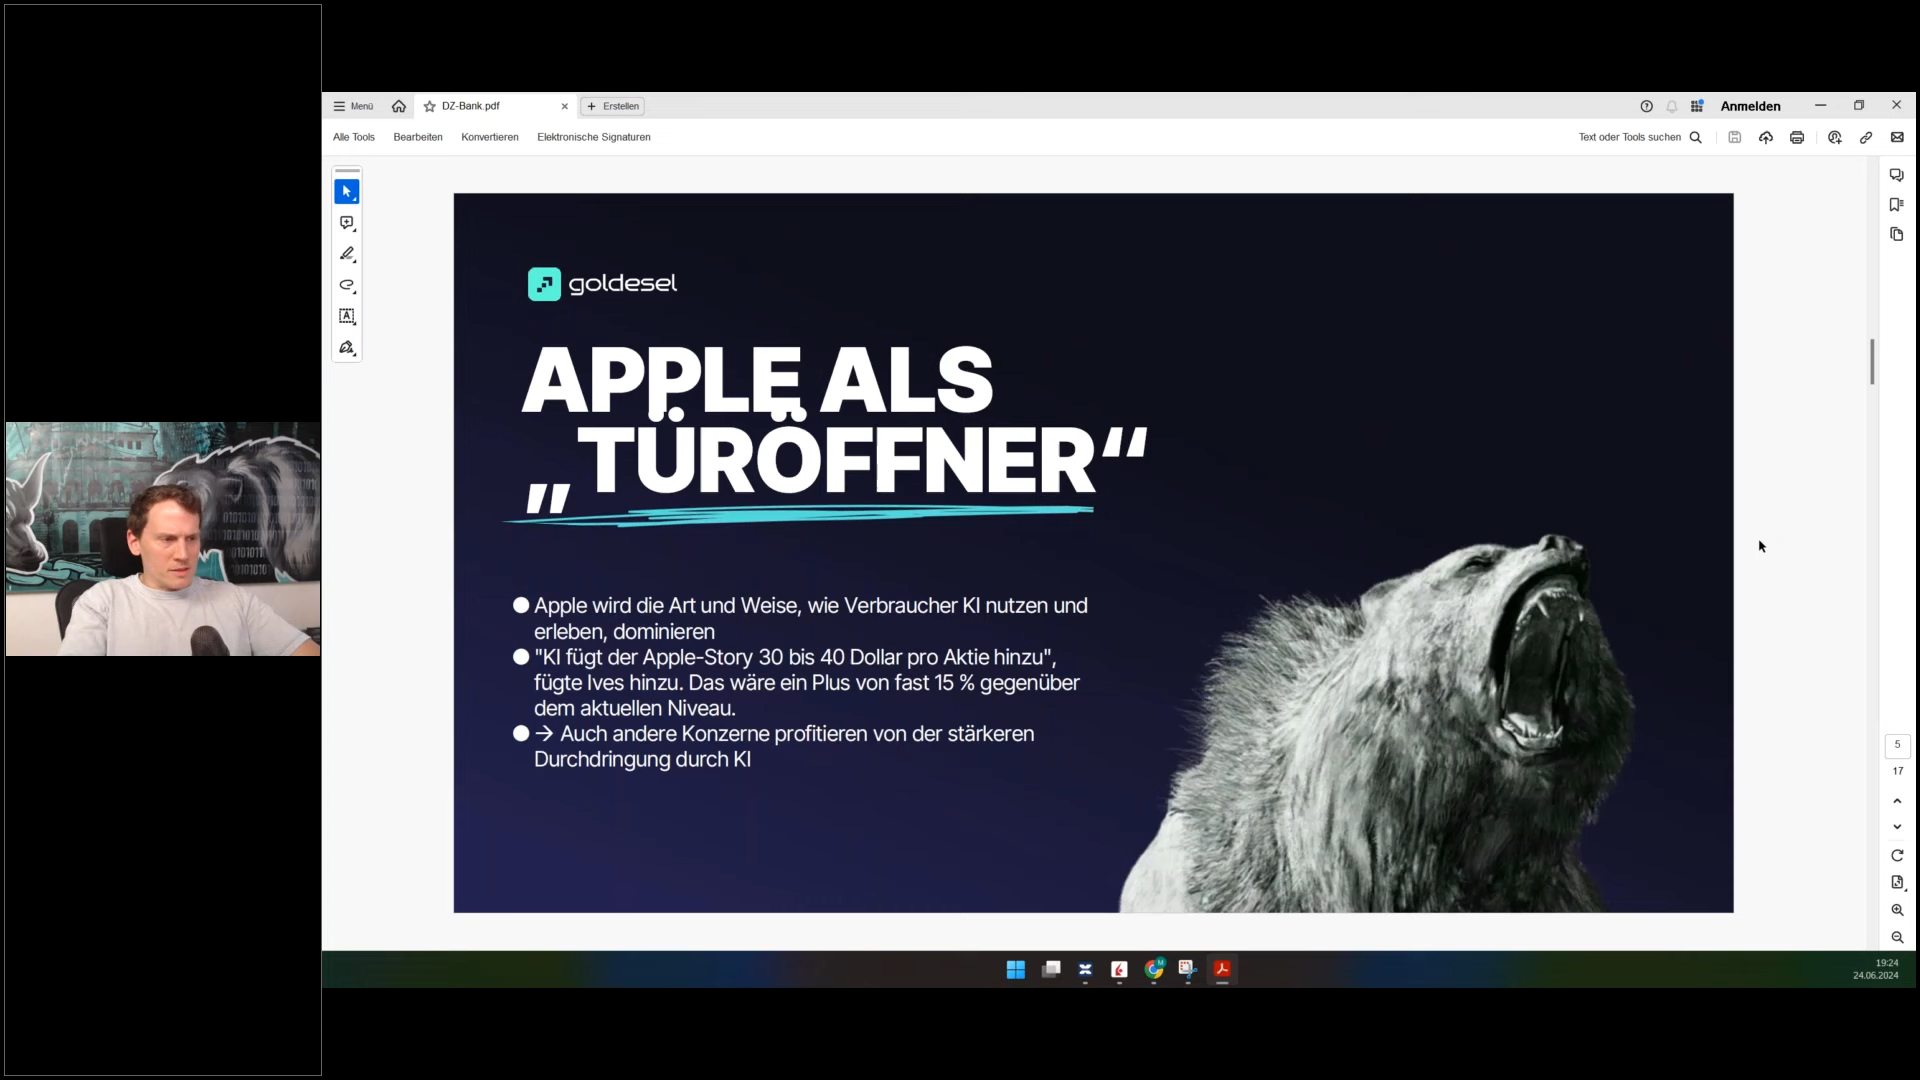 Menü
DZ-Bank.pdf
Erstellen
Anmelden
Alle Tools
Bearbeiten
Konvertieren
Elektronische Signaturen
Text oder Tools suchen
goldesel
APPLE ALS
„TÜRÖFFNER“
Apple wird die Art und Weise, wie Verbraucher KI nutzen und
erleben, dominieren
"KI fügt der Apple-Story 30 bis 40 Dollar pro Aktie hinzu",
fügte Ives hinzu. Das wäre ein Plus von fast 15 % gegenüber
dem aktuellen Niveau.
→ Auch andere Konzerne profitieren von der stärkeren
Durchdringung durch KI
5
17
19:24
24.06.2024